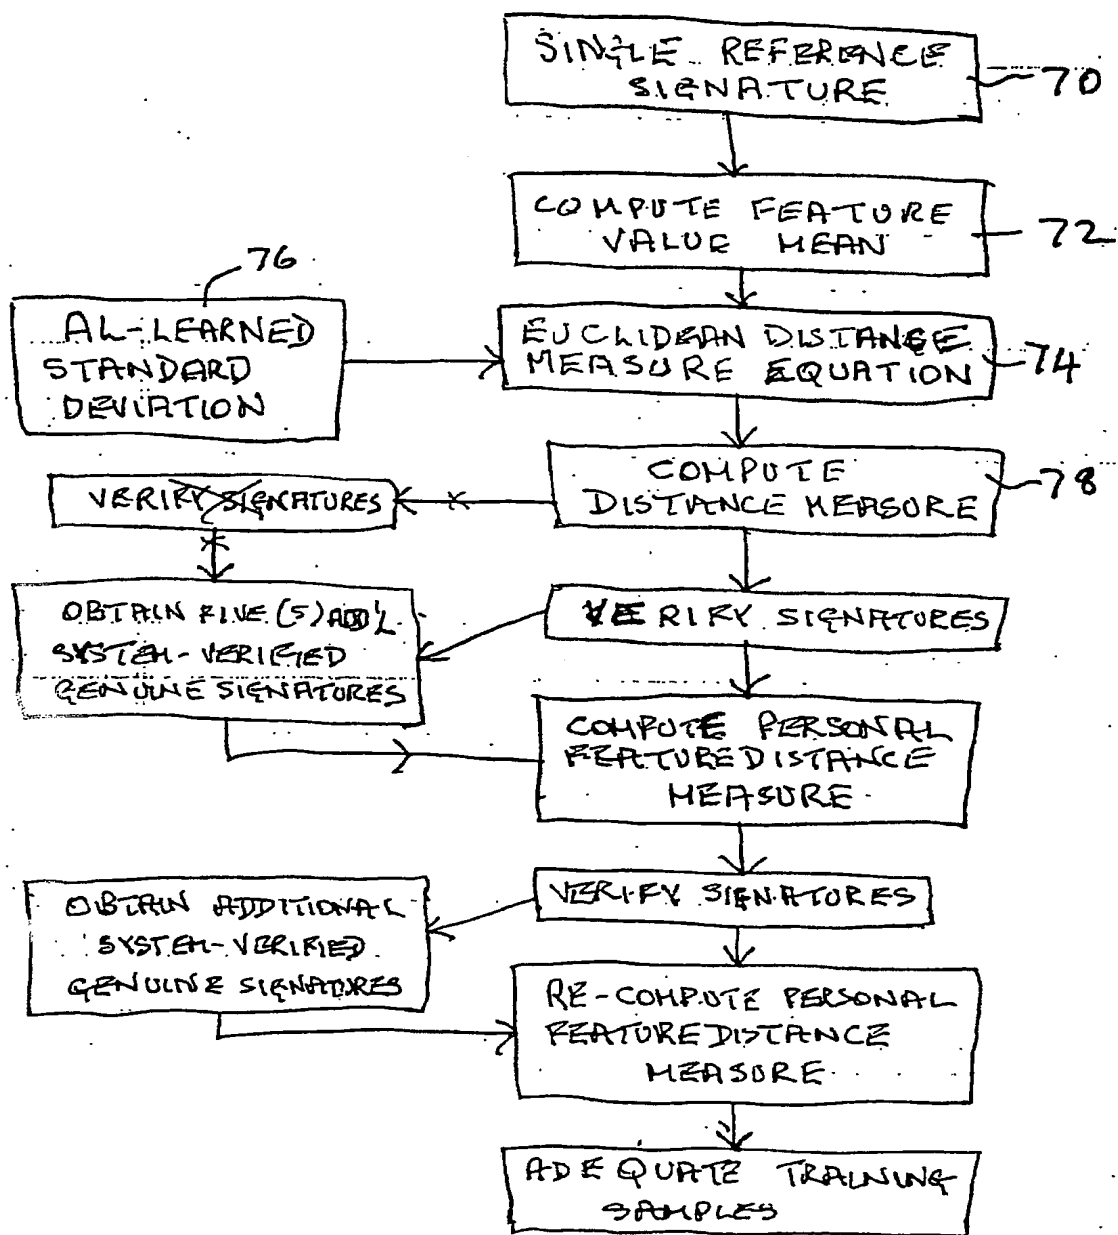 SINGLE REFERENCE
SIGNATURE
70
COMPUTE FEATURE
VALUE MEAN
72
76
AL-LEARNED
STANDARD
DEVIATION
EUCLIDEAN DISTANCE
MEASURE EQUATION
74
COMPUTE
DISTANCE MEASURE
78
VERIFY SIGNATURES
OBTAIN FIVE (5) ADD'L
SYSTEM-VERIFIED
GENUINE SIGNATURES
VERIFY SIGNATURES
COMPUTE PERSONAL
FEATURE DISTANCE
MEASURE
OBTAIN ADDITIONAL
SYSTEM-VERIFIED
GENUINE SIGNATURES
VERIFY SIGNATURES
RE-COMPUTE PERSONAL
FEATURE DISTANCE
MEASURE
ADEQUATE TRAINING
SAMPLES